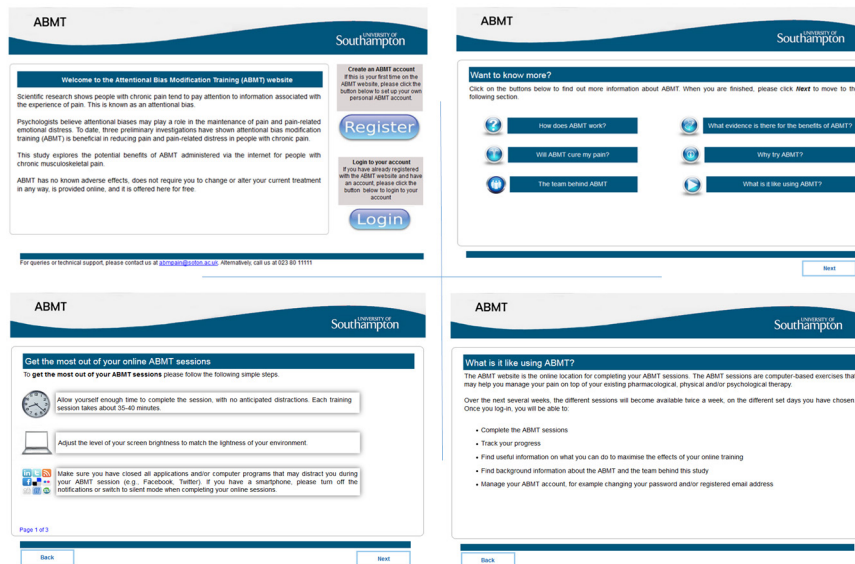 ABMT
UNIVERSITY OF
Southampton
Welcome to the Attentional Bias Modification Training (ABMT) website
Scientific research shows people with chronic pain tend to pay attention to information associated with
the experience of pain. This is known as an attentional bias.
Psychologists believe attentional biases may play a role in the maintenance of pain and pain-related
emotional distress. To date, three preliminary investigations have shown attentional bias modification
training (ABMT) is beneficial in reducing pain and pain-related distress in people with chronic pain.
This study explores the potential benefits of ABMT administered via the internet for people with
chronic musculoskeletal pain.
ABMT has no known adverse effects, does not require you to change or alter your current treatment
in any way, is provided online, and it is offered here for free.
Create an ABMT account
If this is your first time on the
ABMT website, please click the
button below to set up your own
personal ABMT account.
Register
Login to your account
If you have already registered
with the ABMT website and have
an account, please click the
button below to login to your
account
Login
For queries or technical support, please contact us at abmpain@soton.ac.uk. Alternatively, call us at 023 80 11111
ABMT
UNIVERSITY OF
Southampton
Want to know more?
Click on the buttons below to find out more information about ABMT. When you are finished, please click Next to move to th
following section.
How does ABMT work?
What evidence is there for the benefits of ABMT?
Will ABMT cure my pain?
Why try ABMT?
The team behind ABMT
What is it like using ABMT?
Next
ABMT
UNIVERSITY OF
Southampton
Get the most out of your online ABMT sessions
To get the most out of your ABMT sessions please follow the following simple steps.
Allow yourself enough time to complete the session, with no anticipated distractions. Each training
session takes about 35-40 minutes.
Adjust the level of your screen brightness to match the lightness of your environment.
Make sure you have closed all applications and/or computer programs that may distract you during
your ABMT session (e.g., Facebook, Twitter). If you have a smartphone, please turn off the
notifications or switch to silent mode when completing your online sessions.
Page 1 of 3
Back
Next
ABMT
UNIVERSITY OF
Southampton
What is it like using ABMT?
The ABMT website is the online location for completing your ABMT sessions. The ABMT sessions are computer-based exercises that
may help you manage your pain on top of your existing pharmacological, physical and/or psychological therapy.
Over the next several weeks, the different sessions will become available twice a week, on the different set days you have chosen
Once you log-in, you will be able to:
• Complete the ABMT sessions
• Track your progress
• Find useful information on what you can do to maximise the effects of your online training
• Find background information about the ABMT and the team behind this study
• Manage your ABMT account, for example changing your password and/or registered email address
Back